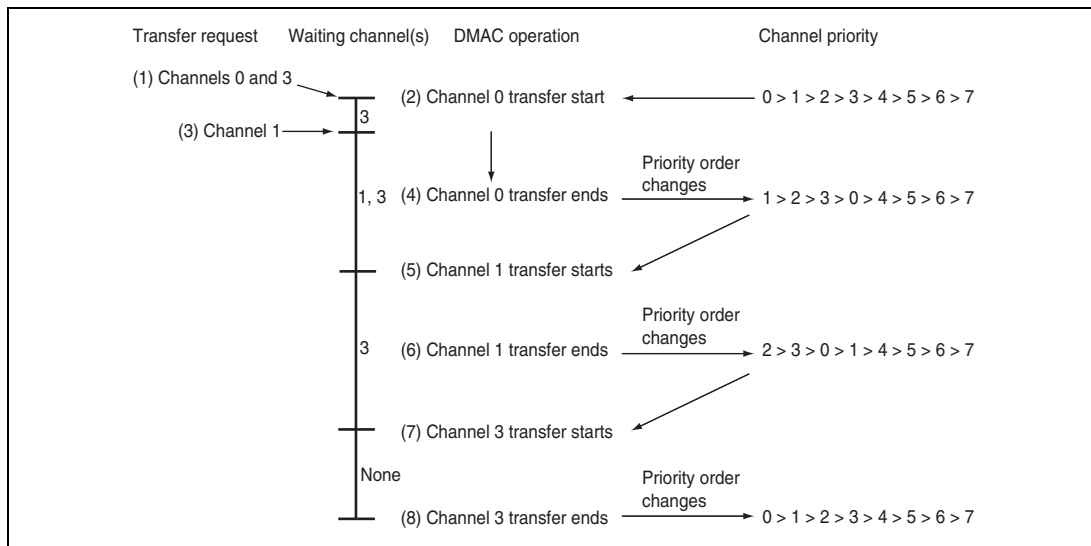 Transfer request Waiting channel(s) DMAC operation Channel priority
(1) Channels 0 and 3
(2) Channel 0 transfer start 0 > 1 > 2 > 3 > 4 > 5 > 6 > 7
3
(3) Channel 1
Priority order
changes
1, 3 (4) Channel 0 transfer ends 1 > 2 > 3 > 0 > 4 > 5 > 6 > 7
(5) Channel 1 transfer starts
Priority order
changes
3 (6) Channel 1 transfer ends 2 > 3 > 0 > 1 > 4 > 5 > 6 > 7
(7) Channel 3 transfer starts
None
Priority order
changes
(8) Channel 3 transfer ends 0 > 1 > 2 > 3 > 4 > 5 > 6 > 7